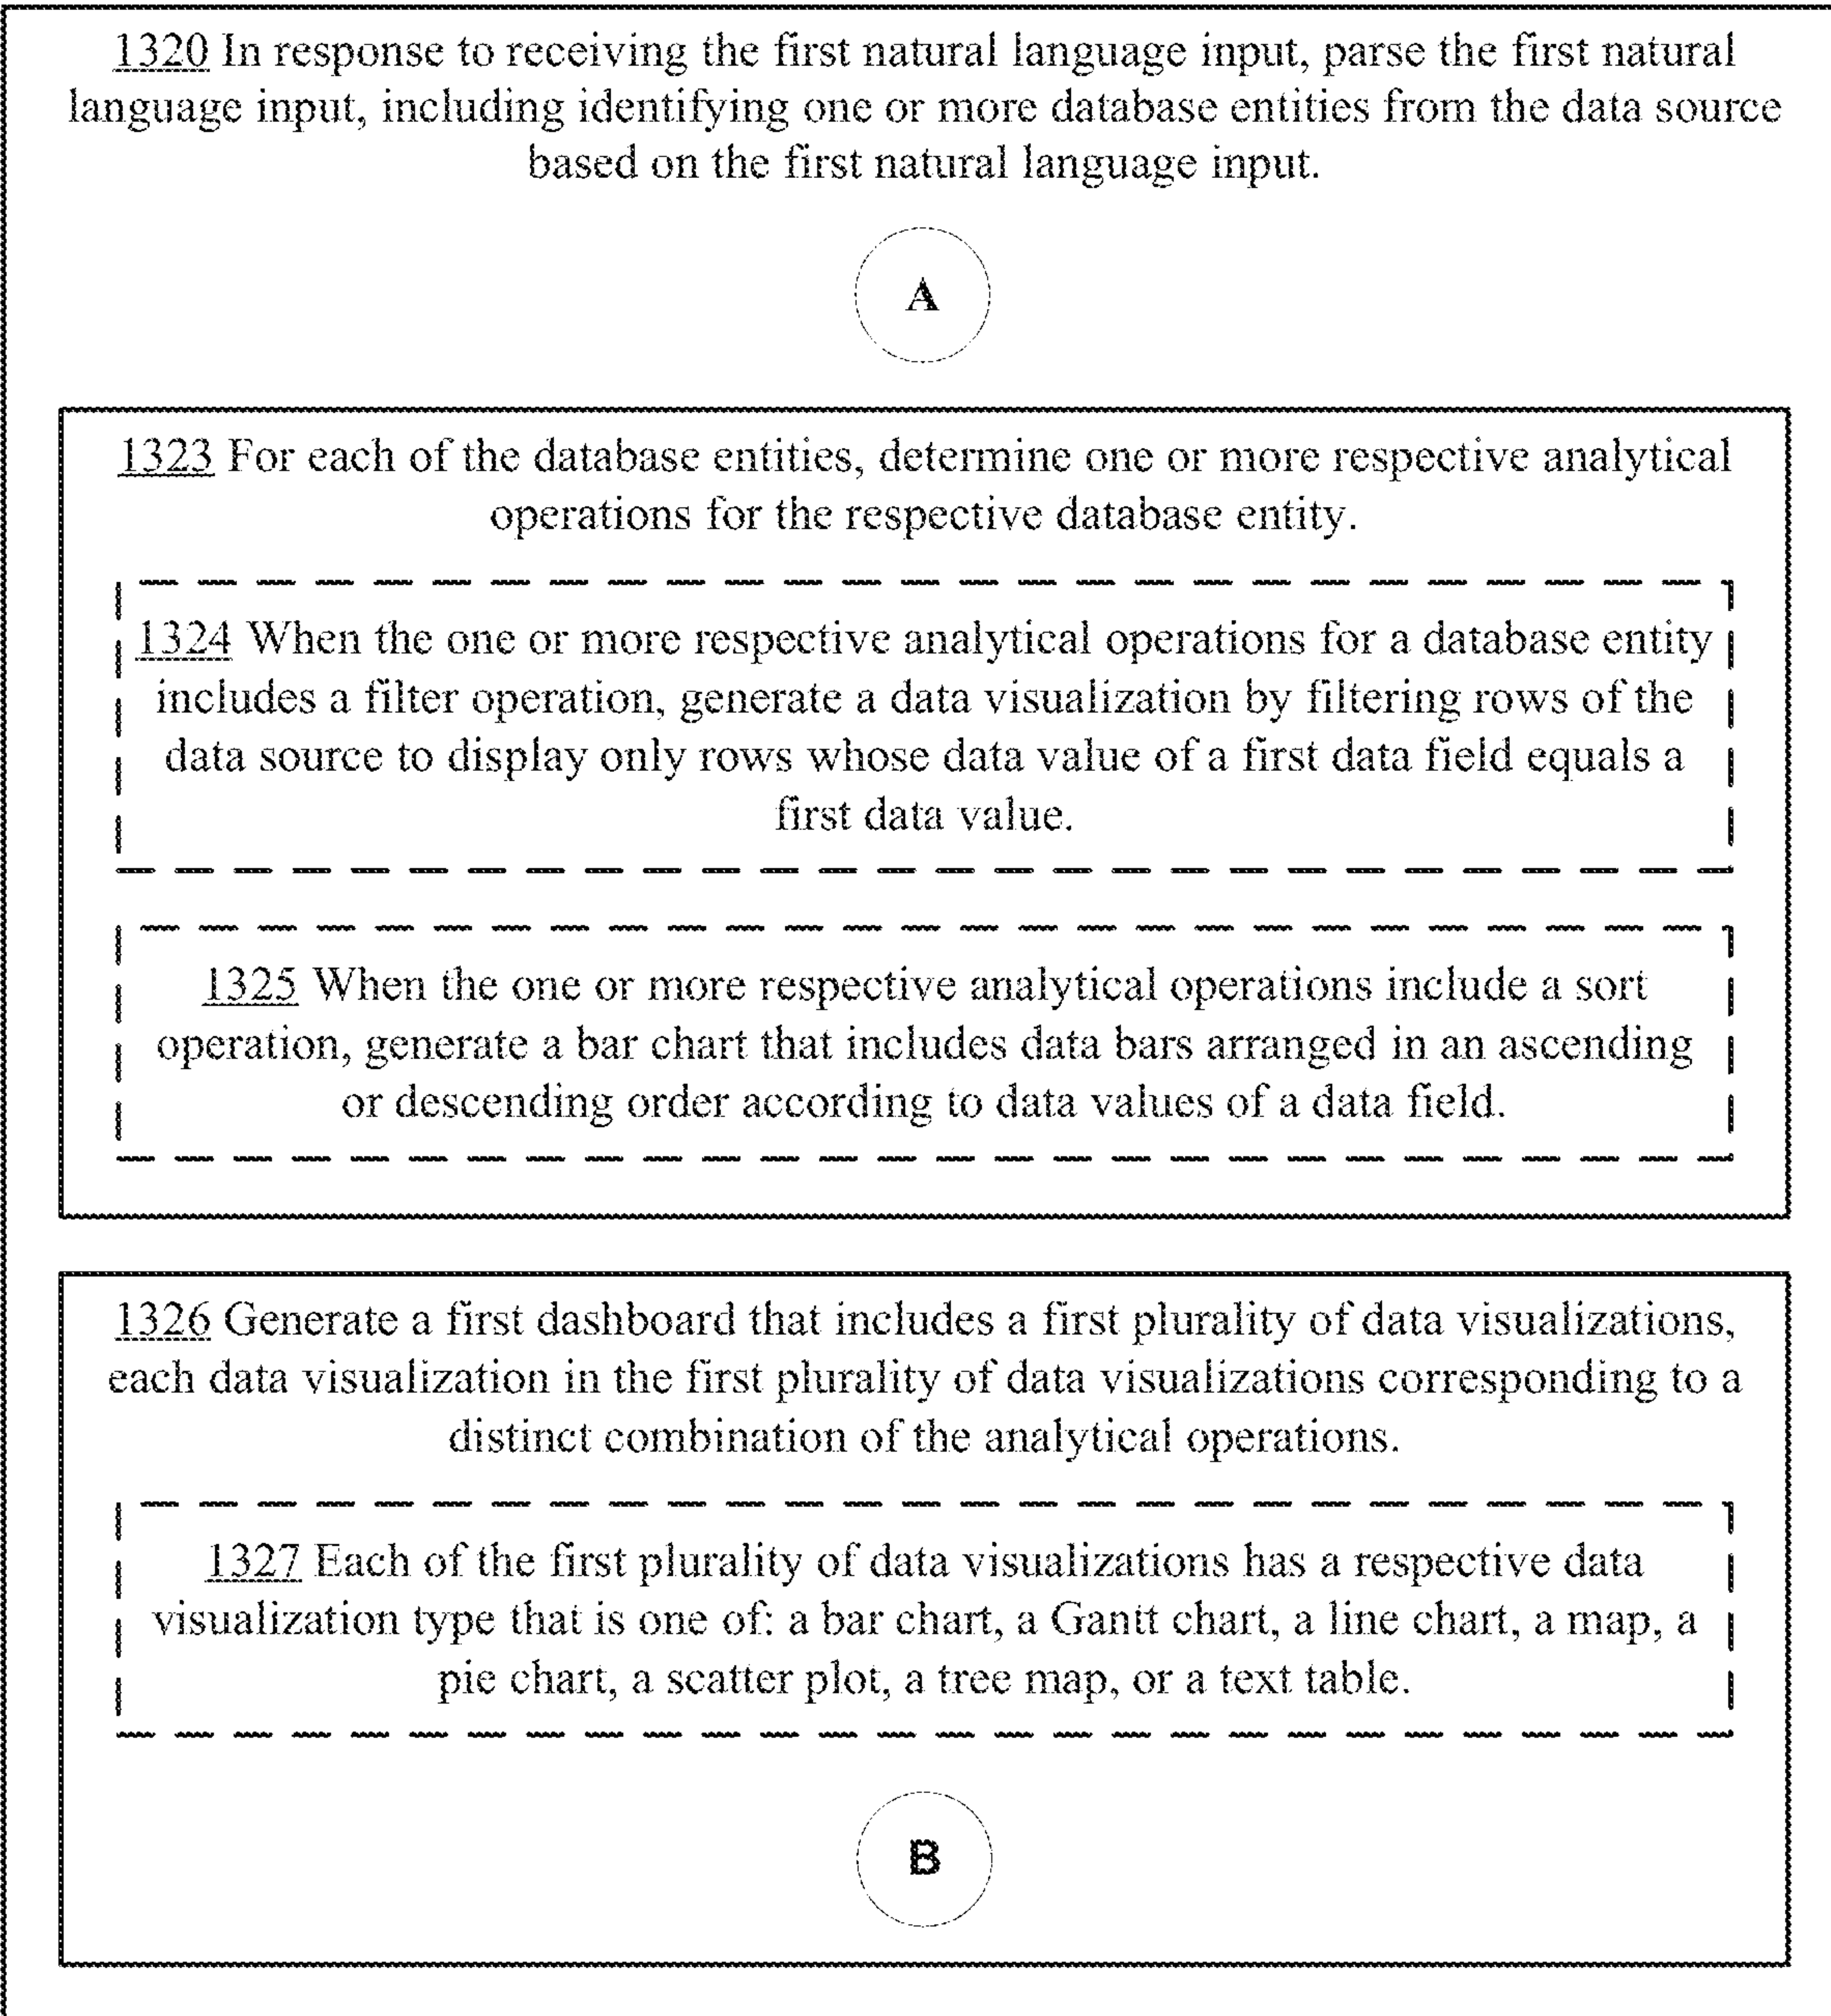 1320 In response to receiving the first natural language input, parse the first natural
language input, including identifying one or more database entities from the data source
based on the first natural language input.
A
1323 For each of the database entities, determine one or more respective analytical
operations for the respective database entity.
1324 When the one or more respective analytical operations for a database entity
includes a filter operation, generate a data visualization by filtering rows of the
data source to display only rows whose data value of a first data field equals a
first data value.
1325 When the one or more respective analytical operations include a sort
operation, generate a bar chart that includes data bars arranged in an ascending
or descending order according to data values of a data field.
1326 Generate a first dashboard that includes a first plurality of data visualizations,
each data visualization in the first plurality of data visualizations corresponding to a
distinct combination of the analytical operations.
1327 Each of the first plurality of data visualizations has a respective data
visualization type that is one of: a bar chart, a Gantt chart, a line chart, a map, a
pie chart, a scatter plot, a tree map, or a text table.
B